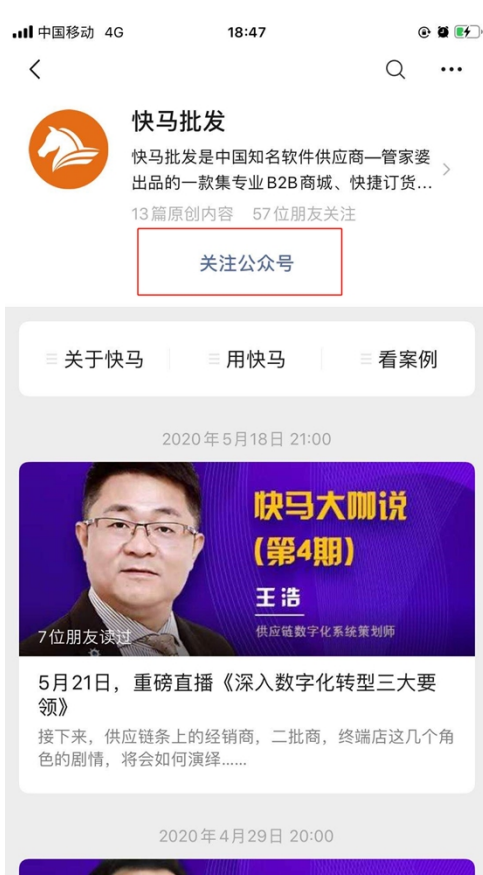 中国移动 4G 18:47
快马批发
快马批发是中国知名软件供应商—管家婆
出品的一款集专业B2B商城、快捷订货...
13篇原创内容 57位朋友关注
关注公众号
关于快马 用快马 看案例
2020年5月18日 21:00
快马大咖说
(第4期)
王浩
供应链数字化系统策划师
7位朋友读过
5月21日，重磅直播《深入数字化转型三大要
领》
接下来，供应链条上的经销商，二批商，终端店这几个角
色的剧情，将会如何演绎......
2020年4月29日 20:00